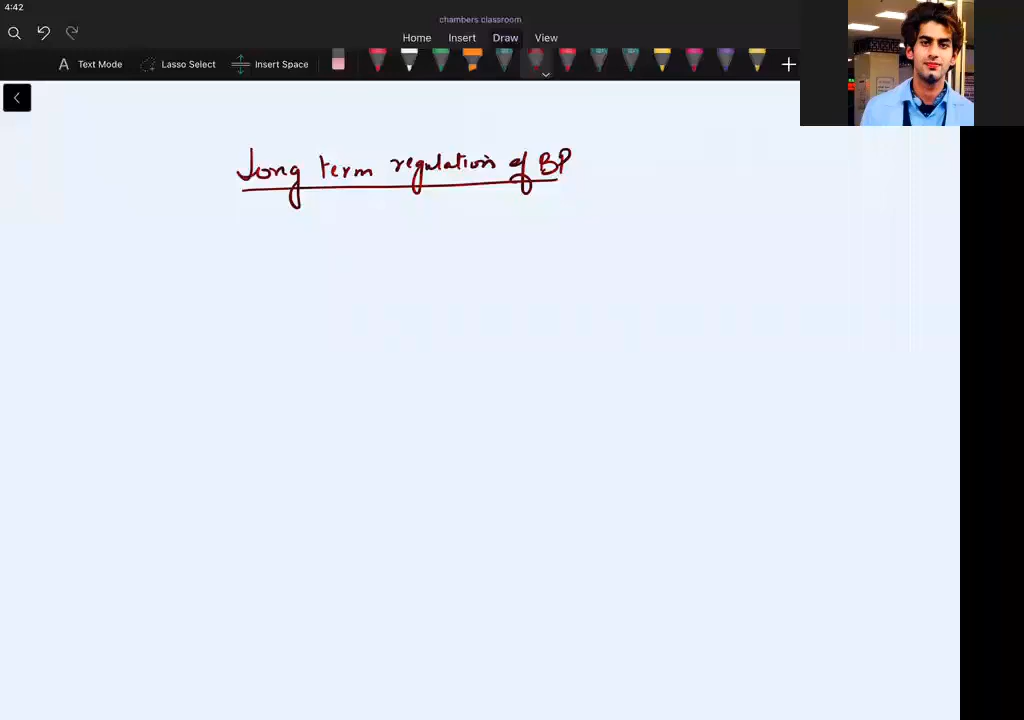 4:42
chambers classroom
Home Insert Draw View
A Text Mode Lasso Select Insert Space
Long term regulation of BP